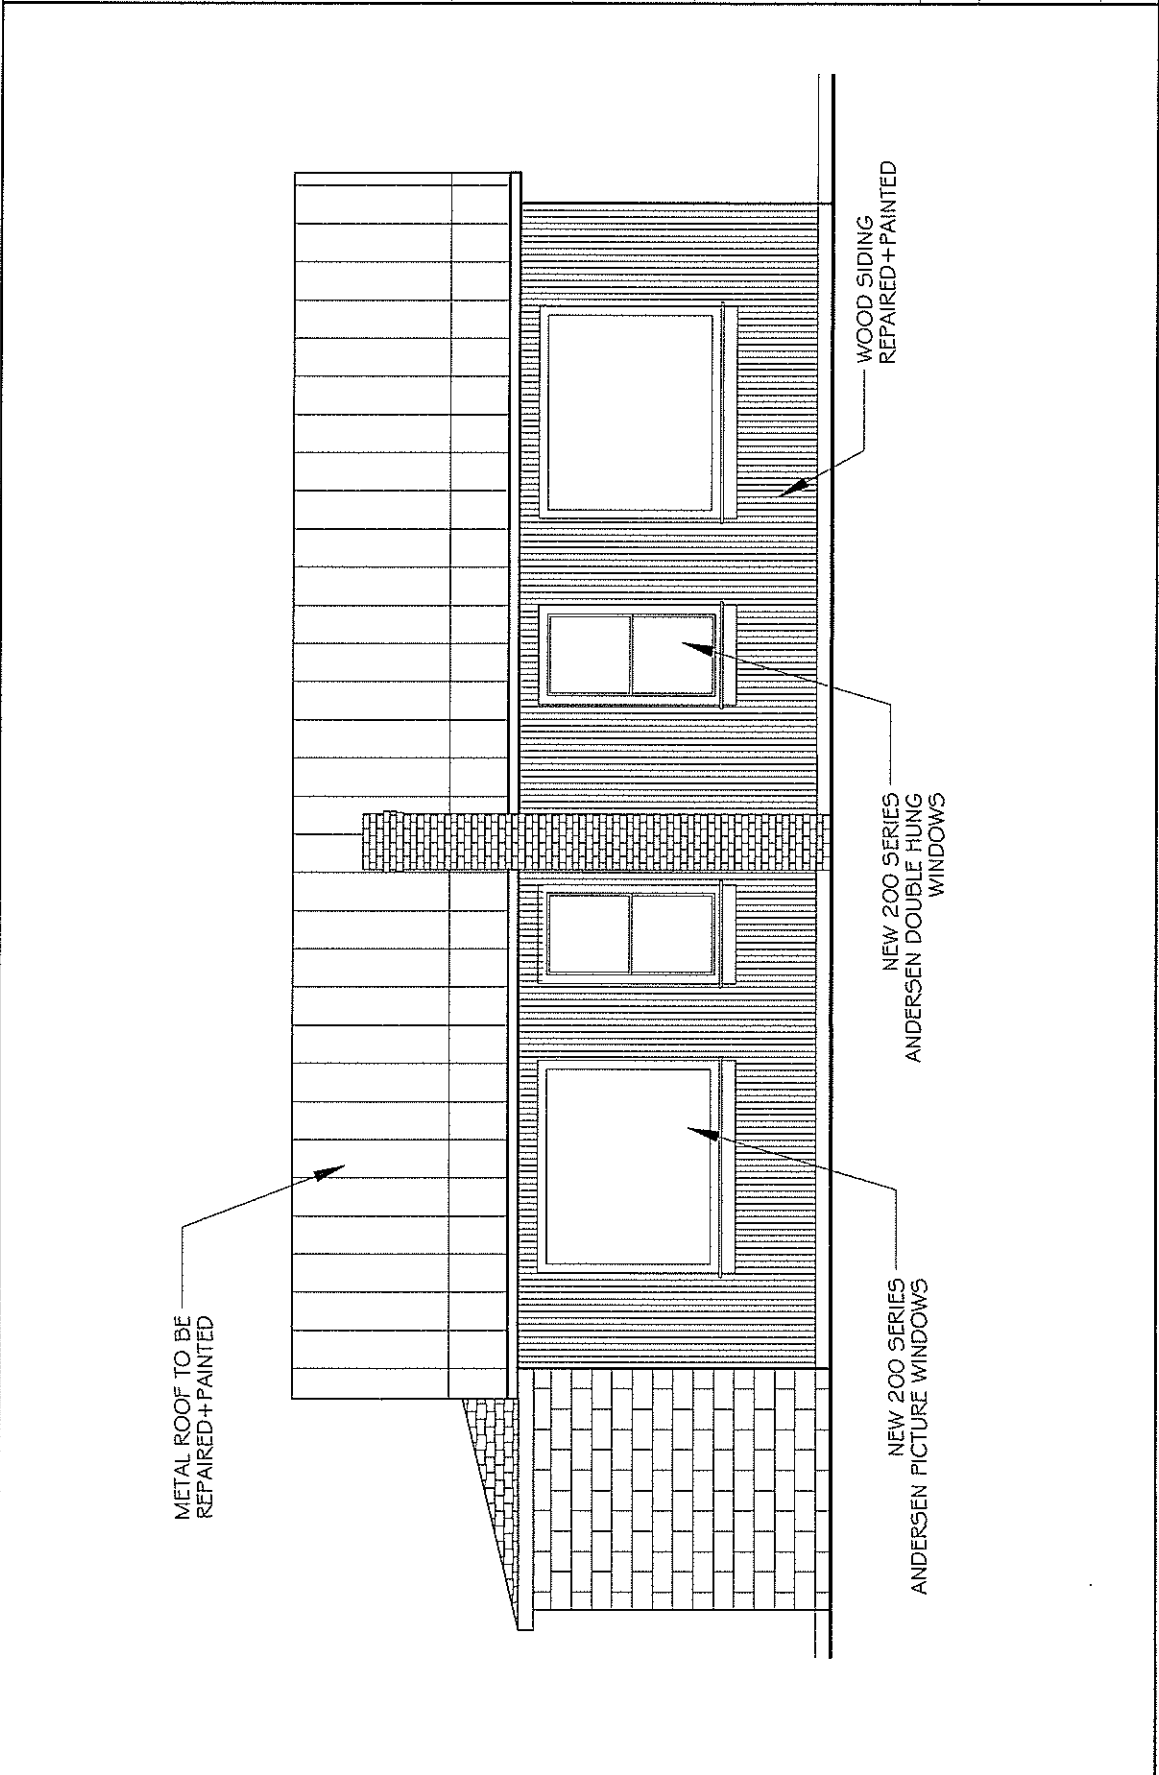 METAL ROOF TO BE
REPAIRED+PAINTED
NEW 200 SERIES
ANDERSEN PICTURE WINDOWS
NEW 200 SERIES
ANDERSEN DOUBLE HUNG
WINDOWS
WOOD SIDING
REPAIRED+PAINTED